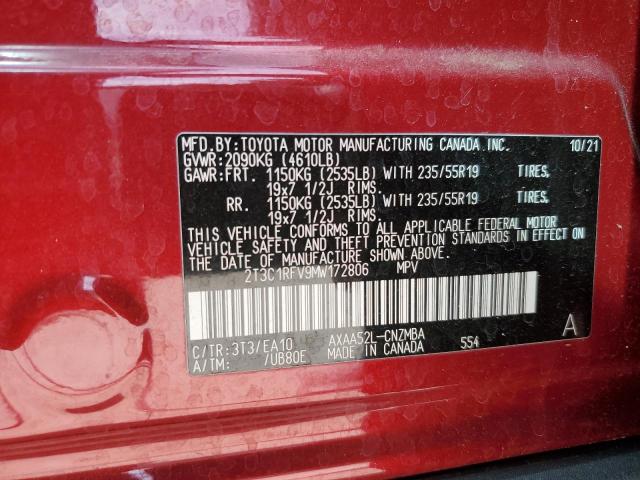 MFD.BY:TOYOTA MOTOR MANUFACTURING CANADA.INC. 10/21
GVWR:2090KG (4610LB)
GAWR:FRT. 1150KG (2535LB) WITH 235/55R19 TIRES,
19x7 1/2J RIMS.
RR. 1150KG (2535LB) WITH 235/55R19 TIRES,
19x7 1/2J RIMS.
THIS VEHICLE CONFORMS TO ALL APPLICABLE FEDERAL MOTOR
VEHICLE SAFETY AND THEFT PREVENTION STANDARDS IN EFFECT ON
THE DATE OF MANUFACTURE SHOWN ABOVE.
2T3C1RFV9MW172806 MPV
C/TR:3T3/EA10 AXAA52L-CNZMBA A
A/TM: /UB80E MADE IN CANADA 554